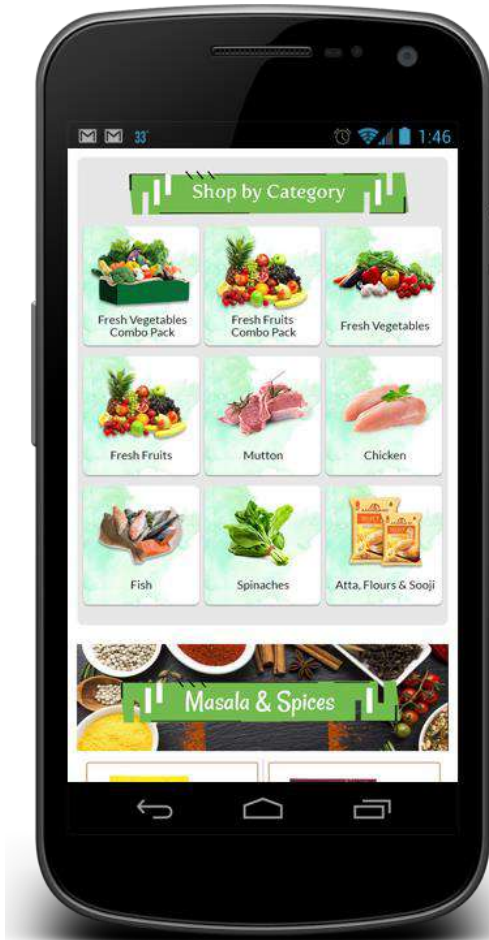 33°
1:46
Shop by Category
Fresh Vegetables
Combo Pack
Fresh Fruits
Combo Pack
Fresh Vegetables
Fresh Fruits
Mutton
Chicken
Fish
Spinaches
Atta, Flours & Sooji
Masala & Spices